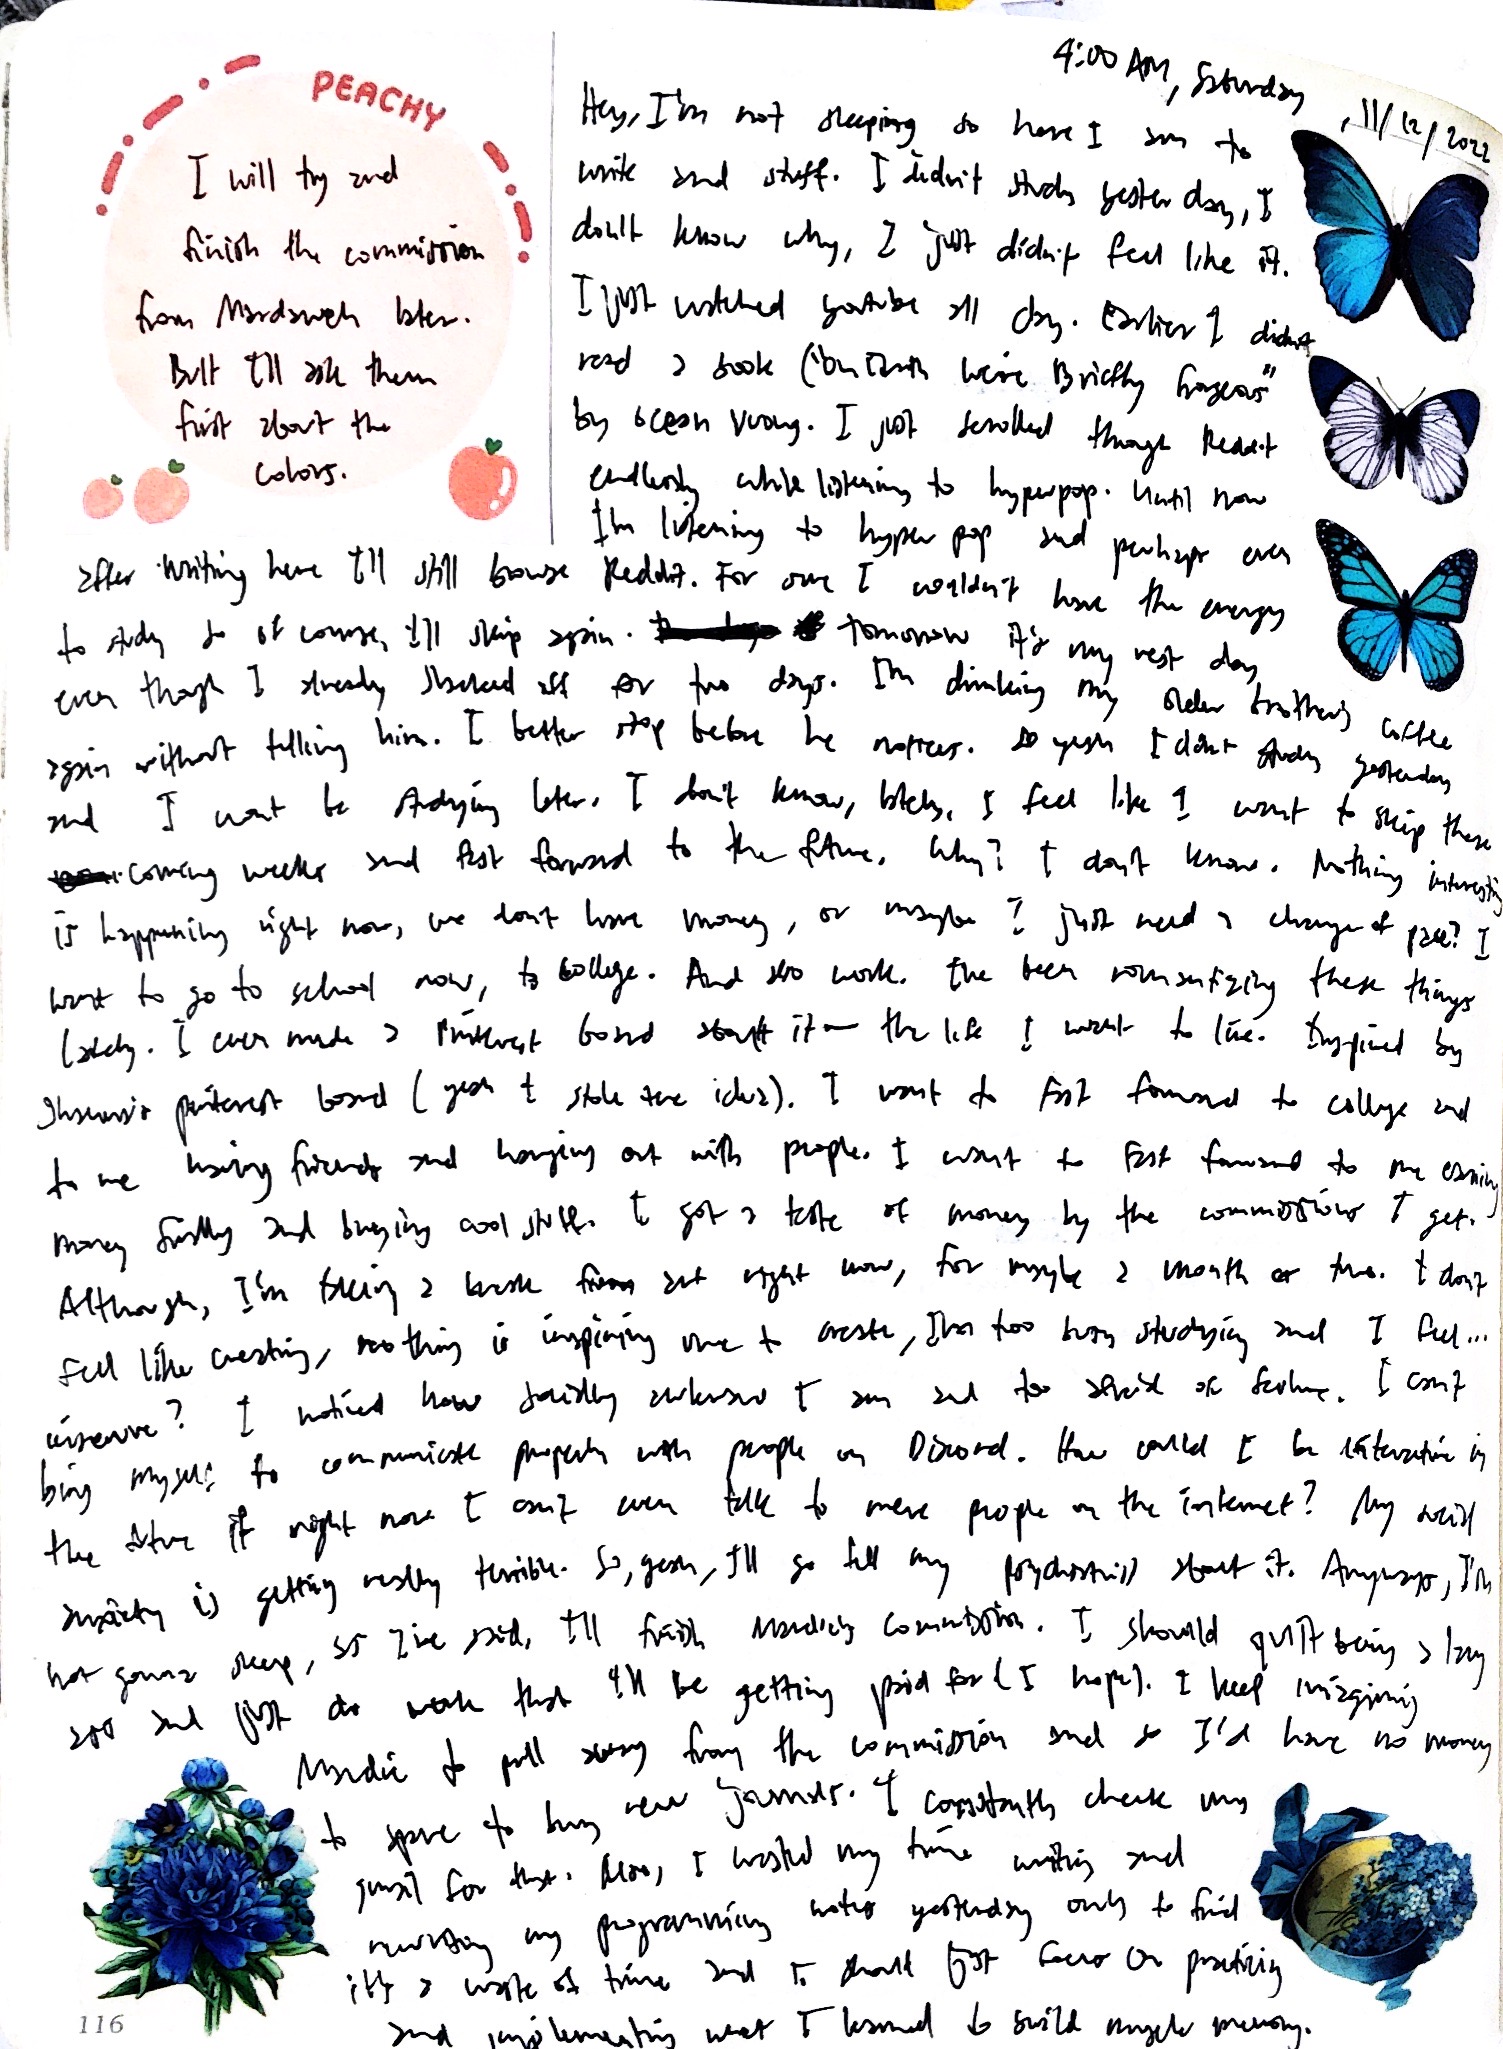 PEACHY
I will try and
finish the commission
from later.
But I'll ask them
first about the
colors.
4:00 AM, Saturday, 11/12/2022
Hey, I'm not sleeping so here I am to
write and stuff. I didn't study yesterday, I
don't know why, I just didn't feel like it.
I just watched youtube all day. Earlier I didn't
read a book ("On Earth We're Briefly Gorgeous"
by Ocean Vuong. I just scrolled through Reddit
endlessly while listening to hyperpop. Until now
I'm listening to hyper pop and perhaps even
after writing here I'll still browse Reddit. For one I wouldn't have the energy
to study so of course, I'll skip again. tomorrow it's my rest day
even though I already slacked off for two days. I'm drinking my older brother's coffee
again without telling him. I better stop before he notices. So yeah I didn't study yesterday
and I wont be studying later. I don't know, lately, I feel like I want to skip these
coming weeks and fast forward to the future. Why? I don't know. Nothing interesting
is happening right now, we don't have money, or maybe I just need a change of pace? I
want to go to school now, to college. And also work. I've been romantizing these things
lately. I even made a Pinterest board about it — the life I want to live. Inspired by
pinterest board (yeah I stole the idea). I want to fast forward to college and
to me having friends and hanging out with people. I want to fast forward to me earning
money finally and buying cool stuff. I got a taste of money by the commissions I get.
Although, I'm taking a break from art right now, for maybe a month or two. I don't
feel like creating, nothing is inspiring me to create, I'm too busy studying and I feel...
insecure? I noticed how socially awkward I am and too afraid of failure. I can't
bring myself to communicate properly with people on Discord. How could I be interactive in
the future if right now I can't even talk to mere people on the internet? My social
anxiety is getting really terrible. So, yeah, I'll go tell my psychiatrist about it. Anyways, I'm
not gonna sleep, as I've said, I'll finish commission. I should quit being a lazy
ass and just do work that I'll be getting paid for (I hope). I keep imagining
Mardie to pull away from the commission and so I'd have no money
to spare to buy new journals. I constantly check my
gmail for that. Also, I wasted my time writing and
rewriting my programming notes yesterday only to find
it's a waste of time and I should just focus on practicing
and implementing what I learned to build muscle memory.
116